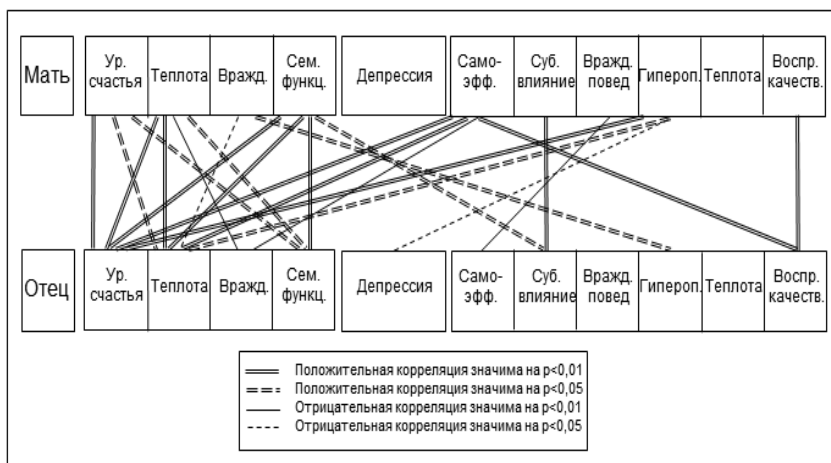 Мать
Ур.
счастья
Теплота
Вражд.
Сем.
функц.
Депрессия
Само-
эфф.
Суб.
влияние
Вражд.
повед
Гипероп.
Теплота
Воспр.
качеств.
Отец
Ур.
счастья
Теплота
Вражд.
Сем.
функц.
Депрессия
Само-
эфф.
Суб.
влияние
Вражд.
повед
Гипероп.
Теплота
Воспр.
качеств.
Положительная корреляция значима на p<0,01
Положительная корреляция значима на p<0,05
Отрицательная корреляция значима на p<0,01
Отрицательная корреляция значима на p<0,05